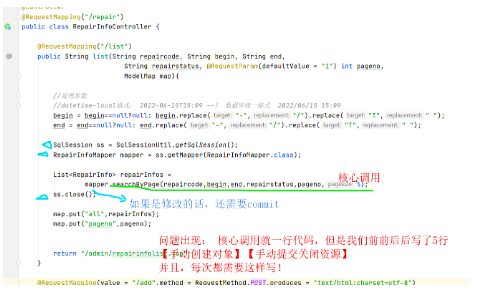 @RequestMapping("/repair")
public class RepairInfoController {
@RequestMapping("/list")
public String list(String repaircode, String begin, String end,
String repairstatus, @RequestParam(defaultValue = "1") int pageno,
ModelMap map){
//处理参数
//datetime-local格式: 2022-06-15T15:09 --》 数据库统一格式 2022/06/15 15:09
begin = begin==null?null: begin.replace( target: "-", replacement: "/").replace( target: "T", replacement: " ");
end = end==null?null: end.replace( target: "-", replacement: "/").replace( target: "T", replacement: " ");
SqlSession ss = SqlSessionUtil.getSqlSession();
RepairInfoMapper mapper = ss.getMapper(RepairInfoMapper.class);
List<RepairInfo> repairInfos =
核心调用
mapper.searchByPage(repaircode,begin,end,repairstatus,pageno, pagesize: 5);
ss.close();
如果是修改的话，还需要commit
map.put("all",repairInfos);
map.put("pageno",pageno);
问题出现： 核心调用就一行代码，但是我们前前后后写了5行
return "/admin/repairinfolis
【手动创建对象】【手动提交关闭资源】
}
并且，每次都需要这样写！
@RequestMapping(value = "/add",method = RequestMethod.POST,produces = "text/html;charset=utf-8")